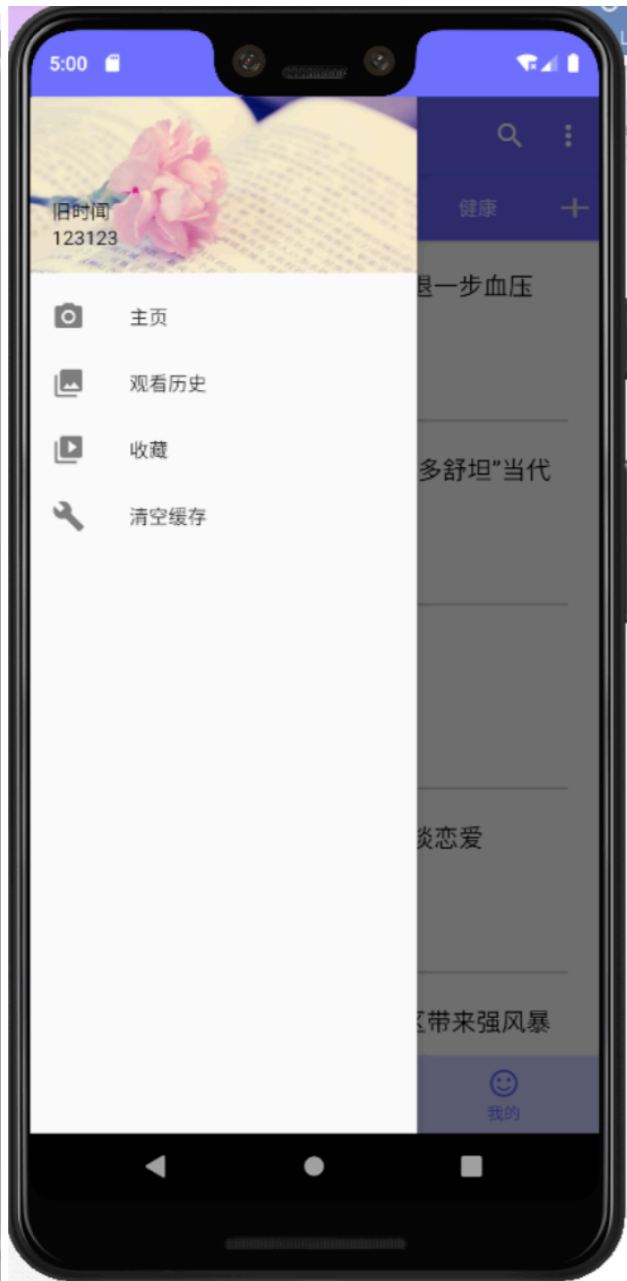 5:00
健康
旧时闻
123123
退一步血压
主页
观看历史
多舒坦”当代
收藏
清空缓存
谈恋爱
区带来强风暴
我的